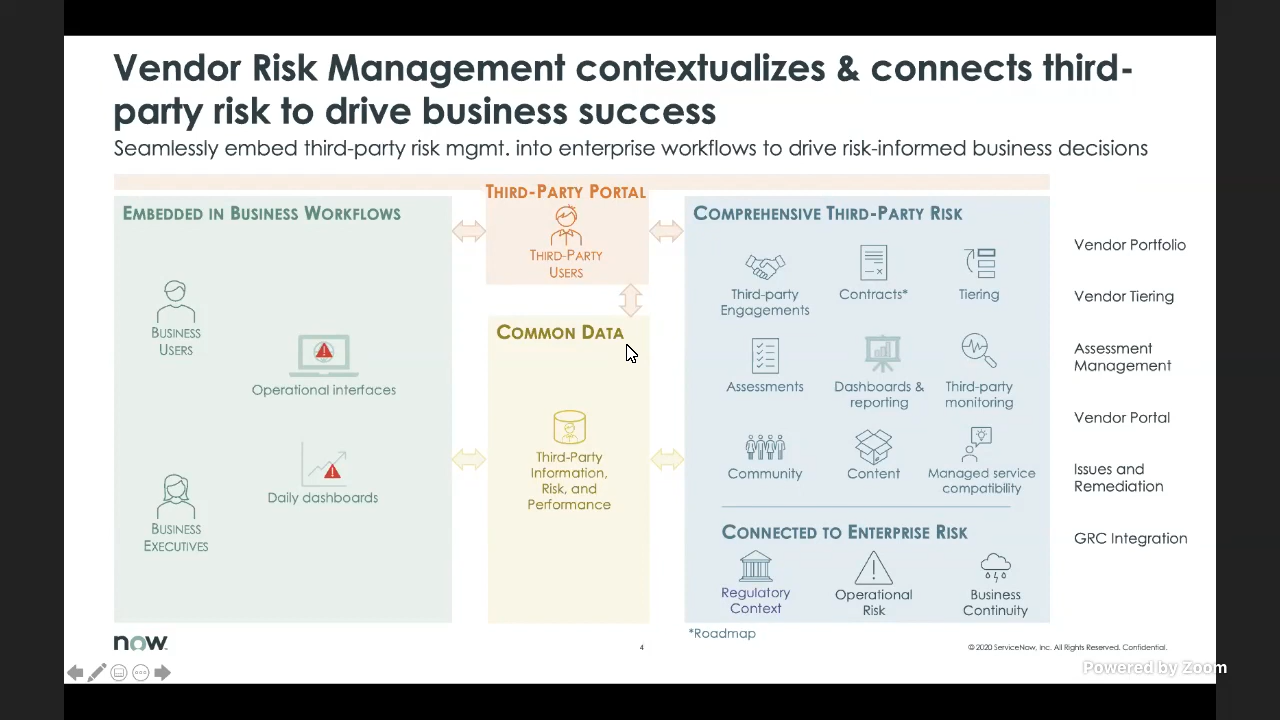 Vendor Risk Management contextualizes & connects third-
party risk to drive business success
Seamlessly embed third-party risk mgmt. into enterprise workflows to drive risk-informed business decisions
EMBEDDED IN BUSINESS WORKFLOWS
BUSINESS
USERS
Operational interfaces
Daily dashboards
BUSINESS
EXECUTIVES
THIRD-PARTY PORTAL
THIRD-PARTY
USERS
COMMON DATA
Third-Party
Information,
Risk, and
Performance
COMPREHENSIVE THIRD-PARTY RISK
Third-party
Engagements
Contracts*
Tiering
Assessments
Dashboards &
reporting
Third-party
monitoring
Community
Content
Managed service
compatibility
CONNECTED TO ENTERPRISE RISK
Regulatory
Context
Operational
Risk
Business
Continuity
*Roadmap
Vendor Portfolio
Vendor Tiering
Assessment
Management
Vendor Portal
Issues and
Remediation
GRC Integration
now
4
© 2020 ServiceNow, Inc. All Rights Reserved. Confidential.
Powered by Zoom